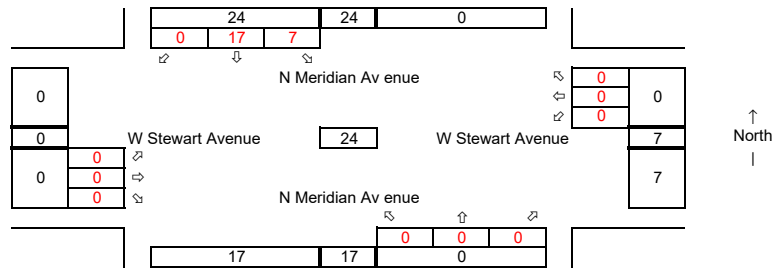 24 24 0
0 17 7
⬃ ⇩ ⬂
N Meridian Av enue
⬁ 0
0 ⇦ 0 0
⬃ 0
↑
0 W Stewart Avenue 24 W Stewart Avenue 7 North
|
0 ⬀
0 0 ⇨ 7
0 ⬂
N Meridian Av enue
⬁ ⇧ ⬀
0 0 0
17 17 0